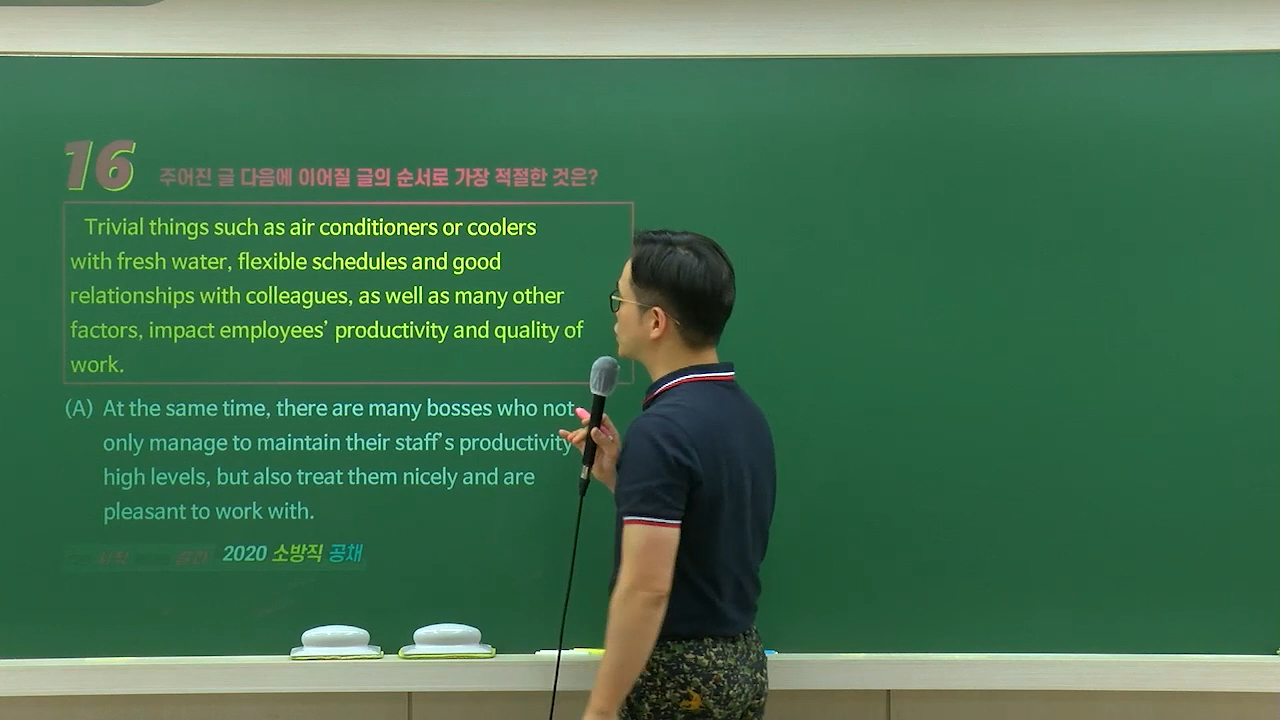 16
주어진 글 다음에 이어질 글의 순서로 가장 적절한 것은?
Trivial things such as air conditioners or coolers
with fresh water, flexible schedules and good
relationships with colleagues, as well as many other
factors, impact employees' productivity and quality of
work.
(A) At the same time, there are many bosses who not
only manage to maintain their staff's productivity
high levels, but also treat them nicely and are
pleasant to work with.
2020 소방직 공채